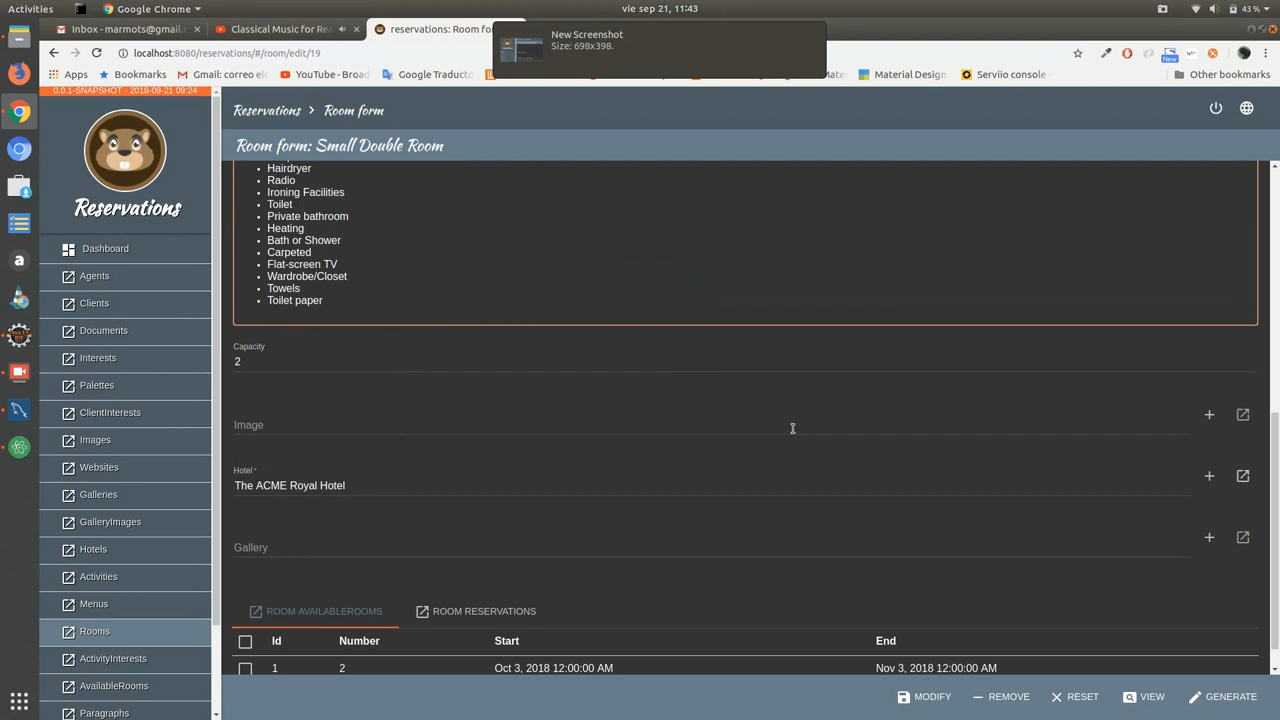 Activities
Google Chrome
vie sep 21, 11:43
43 %
Inbox - marmots@gmail.
Classical Music for Re
reservations: Room fo
New Screenshot
Size: 698x398.
localhost:8080/reservations/#/room/edit/19
New
Apps
Bookmarks
Gmail: correo el
YouTube - Broad
Google Traducto
Mate
Material Design
Serviio console
Other bookmarks
0.0.1-SNAPSHOT - 2018-09-21 09:24
Reservations
Reservations > Room form
Room form: Small Double Room
Dashboard
Agents
Clients
Documents
Interests
Palettes
ClientInterests
Images
Websites
Galleries
GalleryImages
Hotels
Activities
Menus
Rooms
ActivityInterests
AvailableRooms
Paragraphs
Hairdryer
Radio
Ironing Facilities
Toilet
Private bathroom
Heating
Bath or Shower
Carpeted
Flat-screen TV
Wardrobe/Closet
Towels
Toilet paper
Capacity
2
Image
Hotel *
The ACME Royal Hotel
Gallery
ROOM AVAILABLEROOMS
ROOM RESERVATIONS
Id Number Start End
1 2 Oct 3, 2018 12:00:00 AM Nov 3, 2018 12:00:00 AM
MODIFY
REMOVE
RESET
VIEW
GENERATE